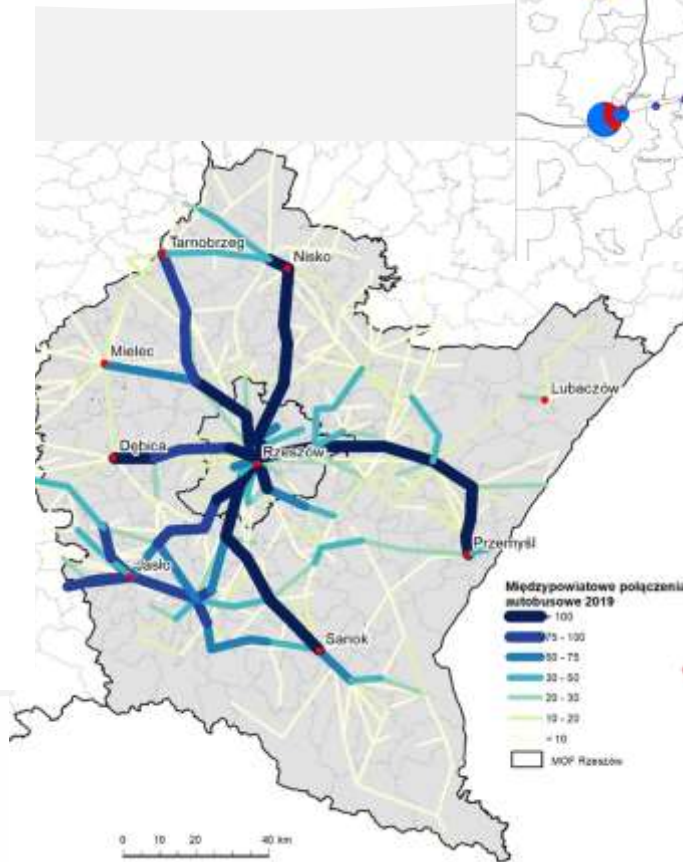 Tarnobrzeg
Nisko
Mielec
Lubaczów
Dębica
Rzeszów
Przemyśl
Jasło
Sanok
Międzypowiatowe połączenia
autobusowe 2019
> 100
75 - 100
50 - 75
30 - 50
20 - 30
10 - 20
< 10
MOF Rzeszów
0 10 20 40 km